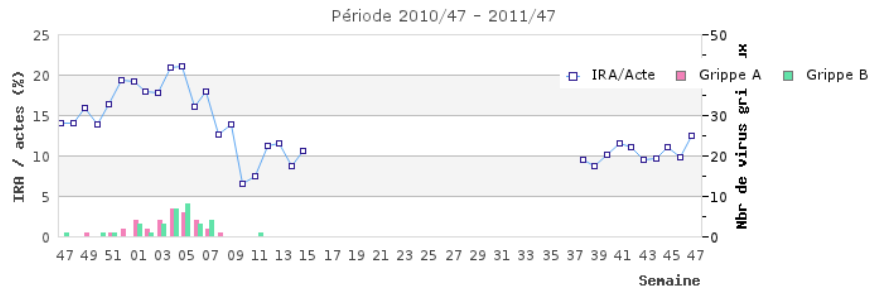 Période 2010/47 - 2011/47
IRA / actes (%)
25
20
15
10
5
0
IRA/Acte Grippe A Grippe B
50
40
30
20
10
0
Nbr de virus gri ux
47 49 51 01 03 05 07 09 11 13 15 17 19 21 23 25 27 29 31 33 35 37 39 41 43 45 47
Semaine